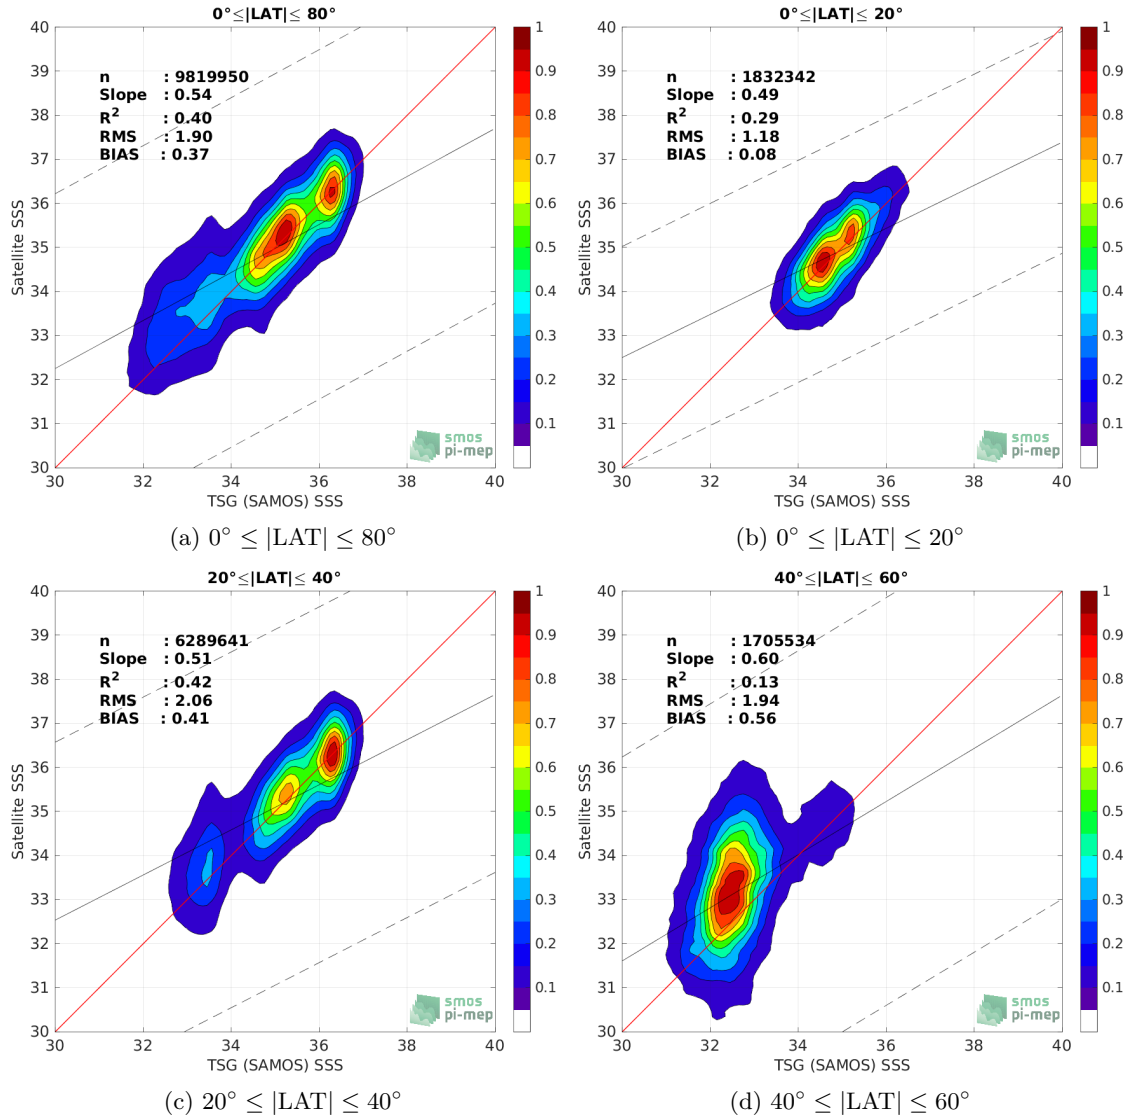 0°≤|LAT|≤ 80°
40
39
38
37
36
35
34
33
32
31
30
Satellite SSS
n : 9819950
Slope : 0.54
R² : 0.40
RMS : 1.90
BIAS : 0.37
smos
pi-mep
30 32 34 36 38 40
TSG (SAMOS) SSS
1
0.9
0.8
0.7
0.6
0.5
0.4
0.3
0.2
0.1
(a) 0° ≤ |LAT| ≤ 80°
0°≤|LAT|≤ 20°
40
39
38
37
36
35
34
33
32
31
30
Satellite SSS
n : 1832342
Slope : 0.49
R² : 0.29
RMS : 1.18
BIAS : 0.08
smos
pi-mep
30 32 34 36 38 40
TSG (SAMOS) SSS
1
0.9
0.8
0.7
0.6
0.5
0.4
0.3
0.2
0.1
(b) 0° ≤ |LAT| ≤ 20°
20°≤|LAT|≤ 40°
40
39
38
37
36
35
34
33
32
31
30
Satellite SSS
n : 6289641
Slope : 0.51
R² : 0.42
RMS : 2.06
BIAS : 0.41
smos
pi-mep
30 32 34 36 38 40
TSG (SAMOS) SSS
1
0.9
0.8
0.7
0.6
0.5
0.4
0.3
0.2
0.1
(c) 20° ≤ |LAT| ≤ 40°
40°≤|LAT|≤ 60°
40
39
38
37
36
35
34
33
32
31
30
Satellite SSS
n : 1705534
Slope : 0.60
R² : 0.13
RMS : 1.94
BIAS : 0.56
smos
pi-mep
30 32 34 36 38 40
TSG (SAMOS) SSS
1
0.9
0.8
0.7
0.6
0.5
0.4
0.3
0.2
0.1
(d) 40° ≤ |LAT| ≤ 60°